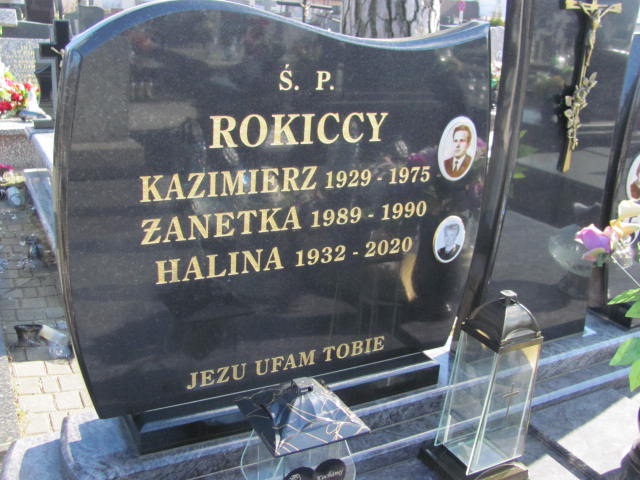 Ś. P.
ROKICCY
KAZIMIERZ 1929 - 1975
ŻANETKA 1989 - 1990
HALINA 1932 - 2020
JEZU UFAM TOBIE